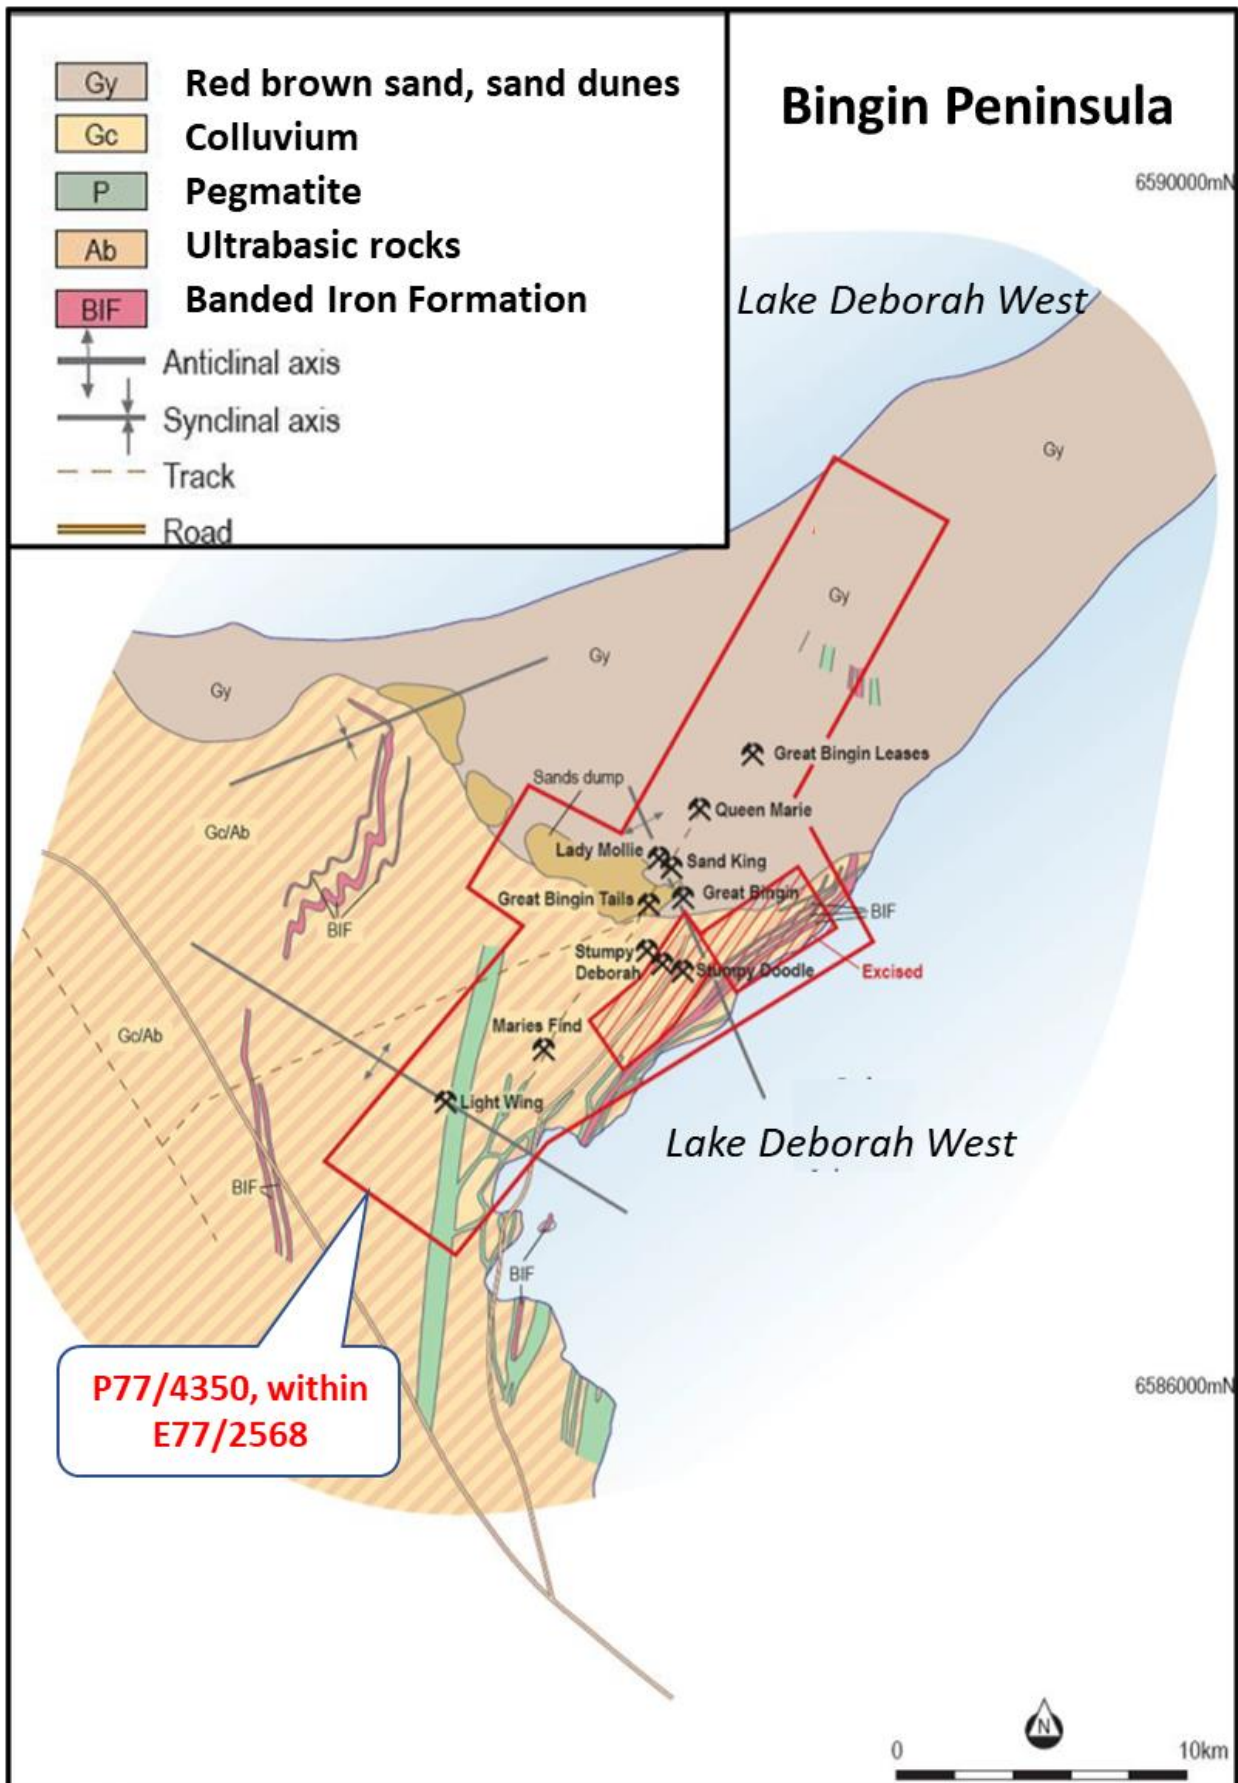 Gy Red brown sand, sand dunes
Gc Colluvium
P Pegmatite
Ab Ultrabasic rocks
BIF Banded Iron Formation
Anticlinal axis
Synclinal axis
Track
Road
Bingin Peninsula
6590000mN
Lake Deborah West
Gy
Gy
Gy
Gy
Great Bingin Leases
Sands dump
Queen Marie
Gc/Ab
Lady Mollie
Sand King
Great Bingin Tails
Great Bingin
BIF
BIF
Stumpy
Deborah
Stumpy Doodle
Excised
Maries Find
Gc/Ab
Light Wing
Lake Deborah West
BIF
BIF
P77/4350, within
E77/2568
6586000mN
N
0 10km